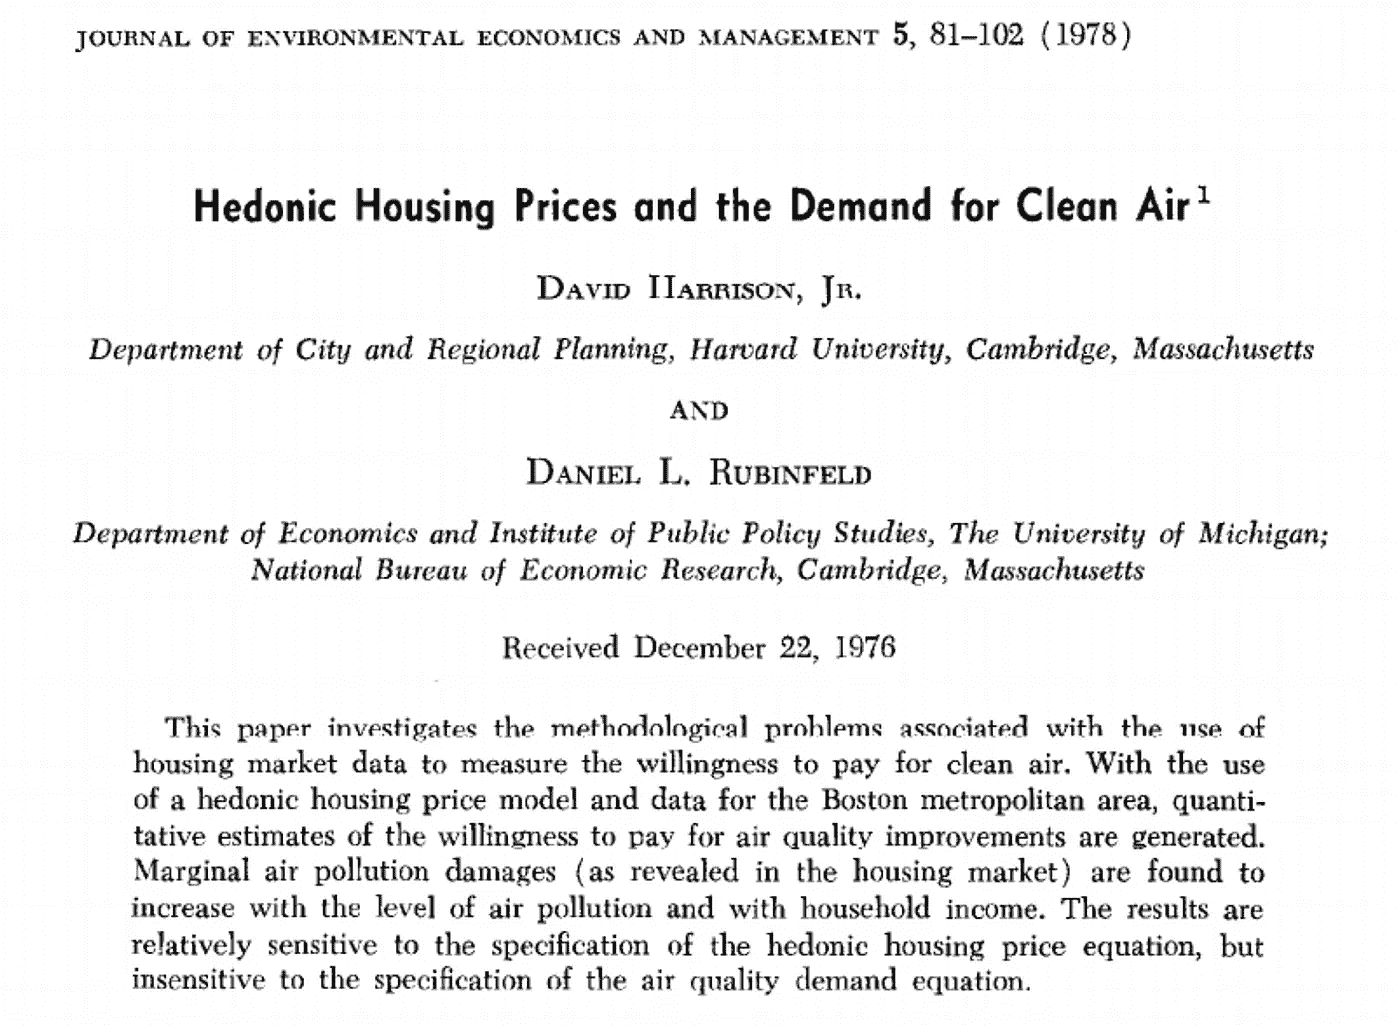 JOURNAL OF ENVIRONMENTAL ECONOMICS AND MANAGEMENT 5, 81–102 (1978)
Hedonic Housing Prices and the Demand for Clean Air¹
DAVID HARRISON, JR.
Department of City and Regional Planning, Harvard University, Cambridge, Massachusetts
AND
DANIEL L. RUBINFELD
Department of Economics and Institute of Public Policy Studies, The University of Michigan;
National Bureau of Economic Research, Cambridge, Massachusetts
Received December 22, 1976
This paper investigates the methodological problems associated with the use of
housing market data to measure the willingness to pay for clean air. With the use
of a hedonic housing price model and data for the Boston metropolitan area, quanti-
tative estimates of the willingness to pay for air quality improvements are generated.
Marginal air pollution damages (as revealed in the housing market) are found to
increase with the level of air pollution and with household income. The results are
relatively sensitive to the specification of the hedonic housing price equation, but
insensitive to the specification of the air quality demand equation.